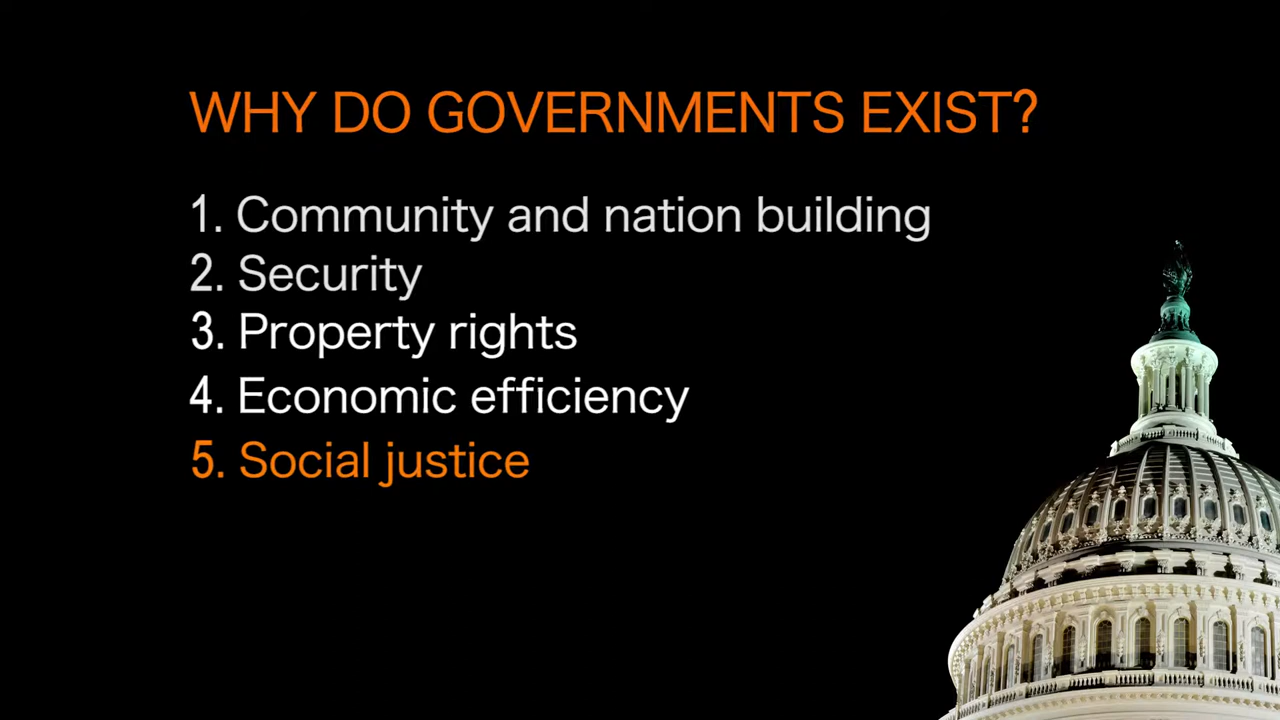 WHY DO GOVERNMENTS EXIST?
1. Community and nation building
2. Security
3. Property rights
4. Economic efficiency
5. Social justice